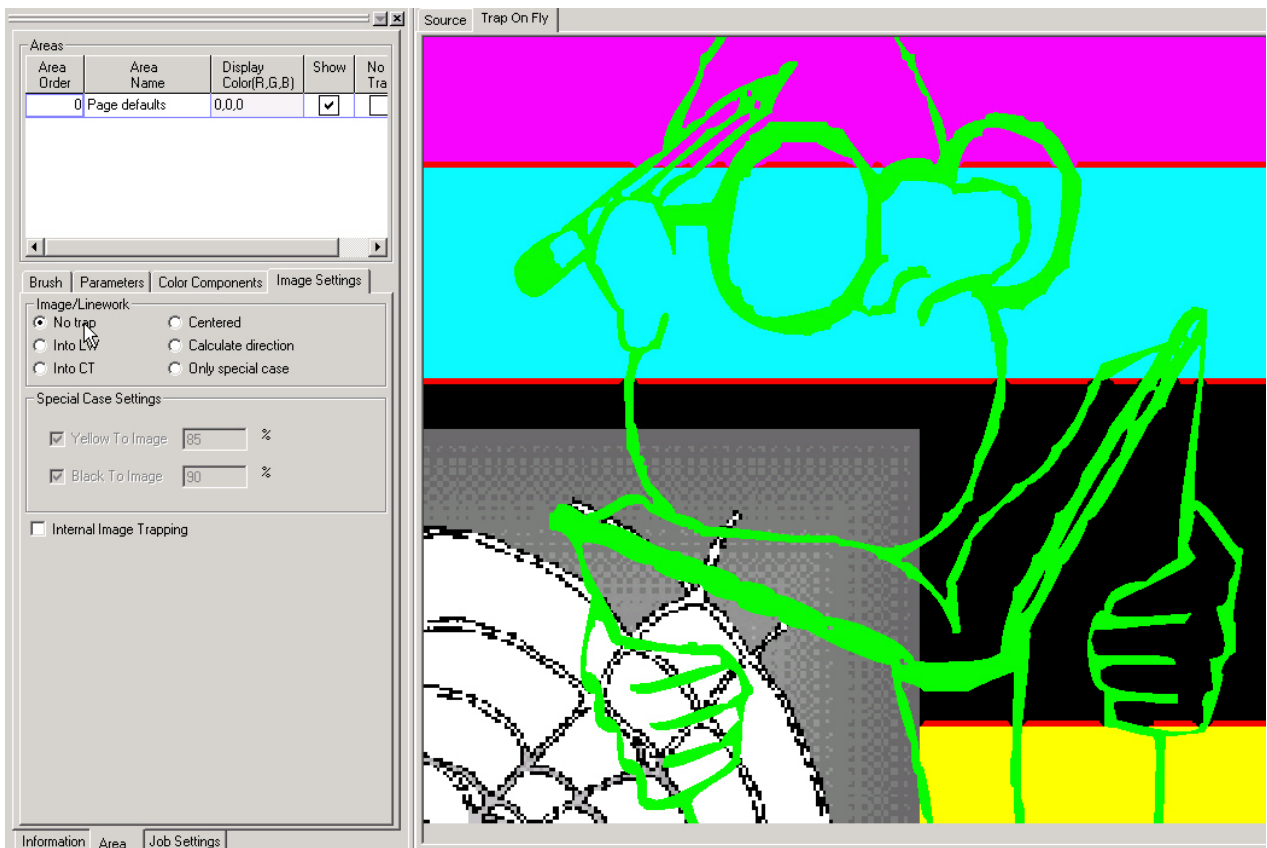 Source Trap On Fly
Areas
Area Order Area Name Display Color(R,G,B) Show No Tra
0 Page defaults 0,0,0
Brush Parameters Color Components Image Settings
Image/Linework
No trap Centered
Into LW Calculate direction
Into CT Only special case
Special Case Settings
Yellow To Image 85 %
Black To Image 90 %
Internal Image Trapping
Information Area Job Settings